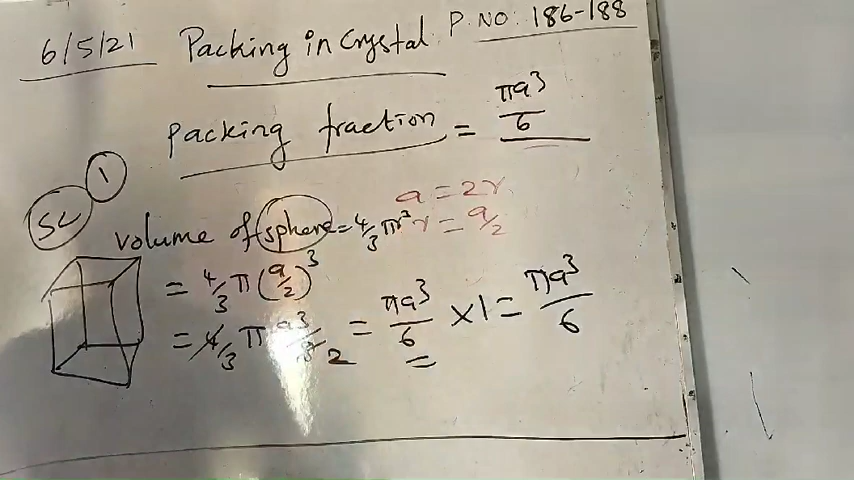 6/5/21 Packing in Crystal P. NO: 186-188
packing fraction = πa³/6
1
SC
a = 2r
volume of sphere = 4/3 πr³ r = a/2
= 4/3 π (a/2)³
= 4/3 π a³/8 2 = πa³/6 × 1 = πa³/6